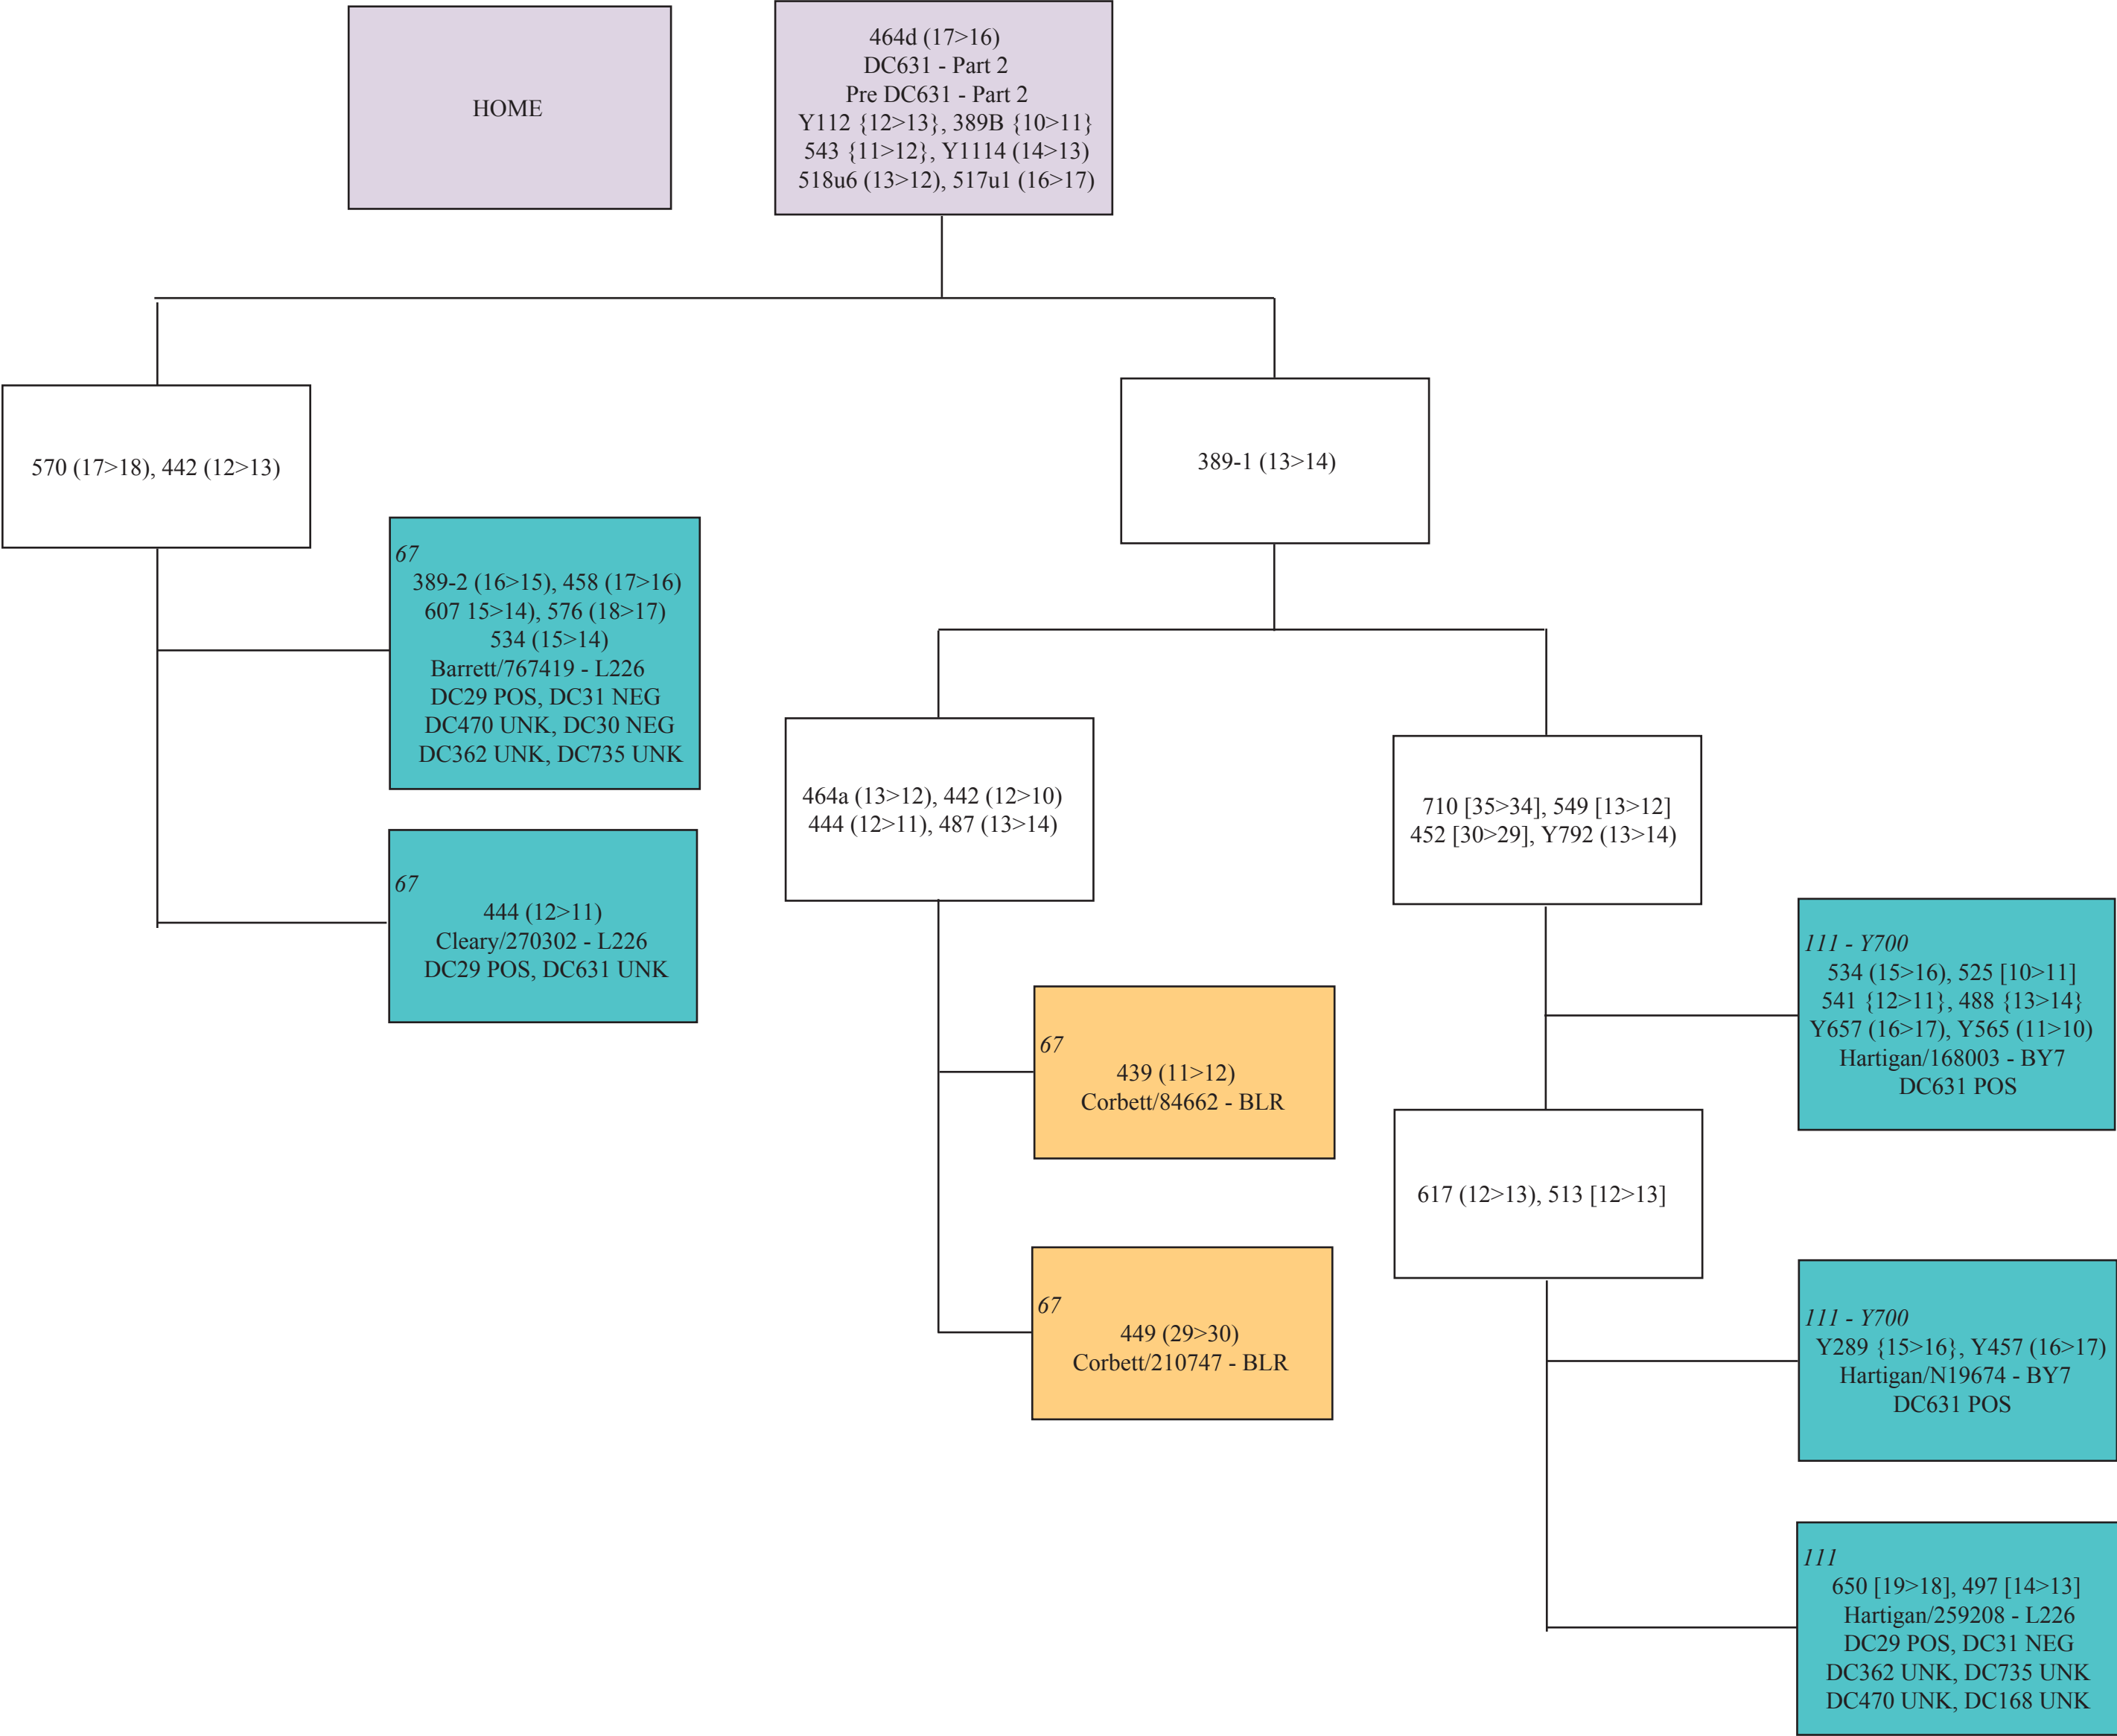 HOME
464d (17>16)
DC631 - Part 2
Pre DC631 - Part 2
Y112 {12>13}, 389B {10>11}
543 {11>12}, Y1114 (14>13)
518u6 (13>12), 517u1 (16>17)
570 (17>18), 442 (12>13)
389-1 (13>14)
67
389-2 (16>15), 458 (17>16)
607 15>14), 576 (18>17)
534 (15>14)
Barrett/767419 - L226
DC29 POS, DC31 NEG
DC470 UNK, DC30 NEG
DC362 UNK, DC735 UNK
67
444 (12>11)
Cleary/270302 - L226
DC29 POS, DC631 UNK
464a (13>12), 442 (12>10)
444 (12>11), 487 (13>14)
710 [35>34], 549 [13>12]
452 [30>29], Y792 (13>14)
67
439 (11>12)
Corbett/84662 - BLR
67
449 (29>30)
Corbett/210747 - BLR
111 - Y700
534 (15>16), 525 [10>11]
541 {12>11}, 488 {13>14}
Y657 (16>17), Y565 (11>10)
Hartigan/168003 - BY7
DC631 POS
617 (12>13), 513 [12>13]
111 - Y700
Y289 {15>16}, Y457 (16>17)
Hartigan/N19674 - BY7
DC631 POS
111
650 [19>18], 497 [14>13]
Hartigan/259208 - L226
DC29 POS, DC31 NEG
DC362 UNK, DC735 UNK
DC470 UNK, DC168 UNK